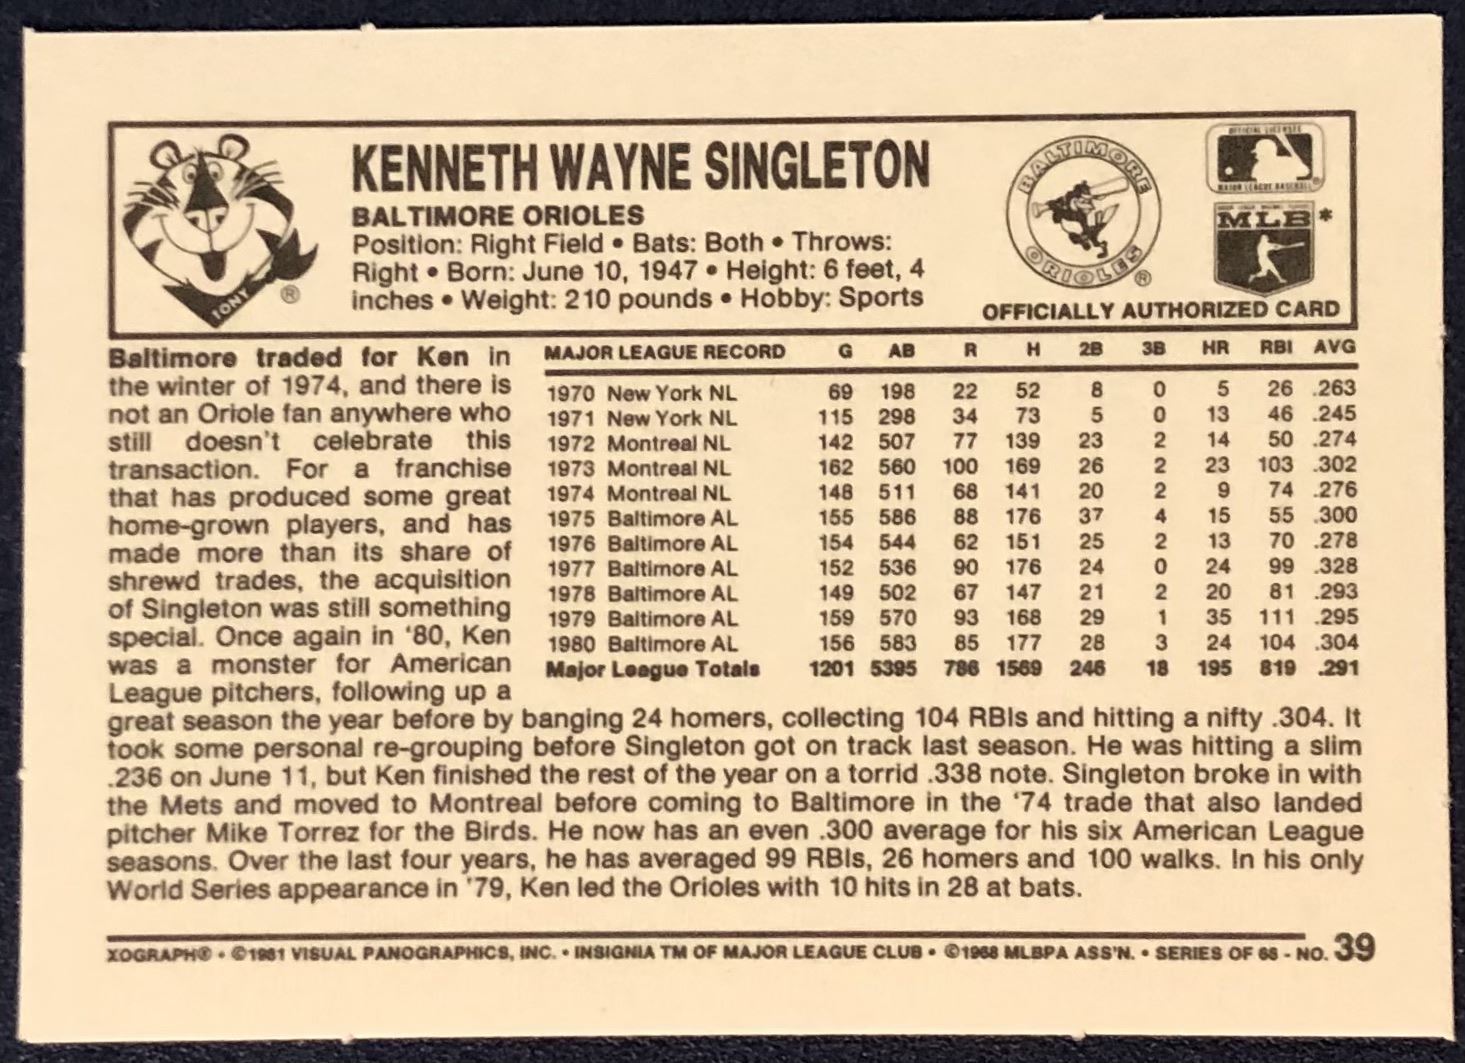 KENNETH WAYNE SINGLETON
BALTIMORE ORIOLES
Position: Right Field • Bats: Both • Throws:
Right • Born: June 10, 1947 • Height: 6 feet, 4
inches • Weight: 210 pounds • Hobby: Sports
TONY
®
BALTIMORE
ORIOLES
®
OFFICIAL LICENSEE
MAJOR LEAGUE BASEBALL®
MLB*
OFFICIALLY AUTHORIZED CARD
Baltimore traded for Ken in
the winter of 1974, and there is
not an Oriole fan anywhere who
still doesn't celebrate this
transaction. For a franchise
that has produced some great
home-grown players, and has
made more than its share of
shrewd trades, the acquisition
of Singleton was still something
special. Once again in '80, Ken
was a monster for American
League pitchers, following up a
MAJOR LEAGUE RECORD G AB R H 2B 3B HR RBI AVG
1970 New York NL 69 198 22 52 8 0 5 26 .263
1971 New York NL 115 298 34 73 5 0 13 46 .245
1972 Montreal NL 142 507 77 139 23 2 14 50 .274
1973 Montreal NL 162 560 100 169 26 2 23 103 .302
1974 Montreal NL 148 511 68 141 20 2 9 74 .276
1975 Baltimore AL 155 586 88 176 37 4 15 55 .300
1976 Baltimore AL 154 544 62 151 25 2 13 70 .278
1977 Baltimore AL 152 536 90 176 24 0 24 99 .328
1978 Baltimore AL 149 502 67 147 21 2 20 81 .293
1979 Baltimore AL 159 570 93 168 29 1 35 111 .295
1980 Baltimore AL 156 583 85 177 28 3 24 104 .304
Major League Totals 1201 5395 786 1569 246 18 195 819 .291
great season the year before by banging 24 homers, collecting 104 RBIs and hitting a nifty .304. It
took some personal re-grouping before Singleton got on track last season. He was hitting a slim
.236 on June 11, but Ken finished the rest of the year on a torrid .338 note. Singleton broke in with
the Mets and moved to Montreal before coming to Baltimore in the '74 trade that also landed
pitcher Mike Torrez for the Birds. He now has an even .300 average for his six American League
seasons. Over the last four years, he has averaged 99 RBIs, 26 homers and 100 walks. In his only
World Series appearance in '79, Ken led the Orioles with 10 hits in 28 at bats.
XOGRAPH® • ©1981 VISUAL PANOGRAPHICS, INC. • INSIGNIA TM OF MAJOR LEAGUE CLUB • ©1968 MLBPA ASS'N. • SERIES OF 66 - NO. 39